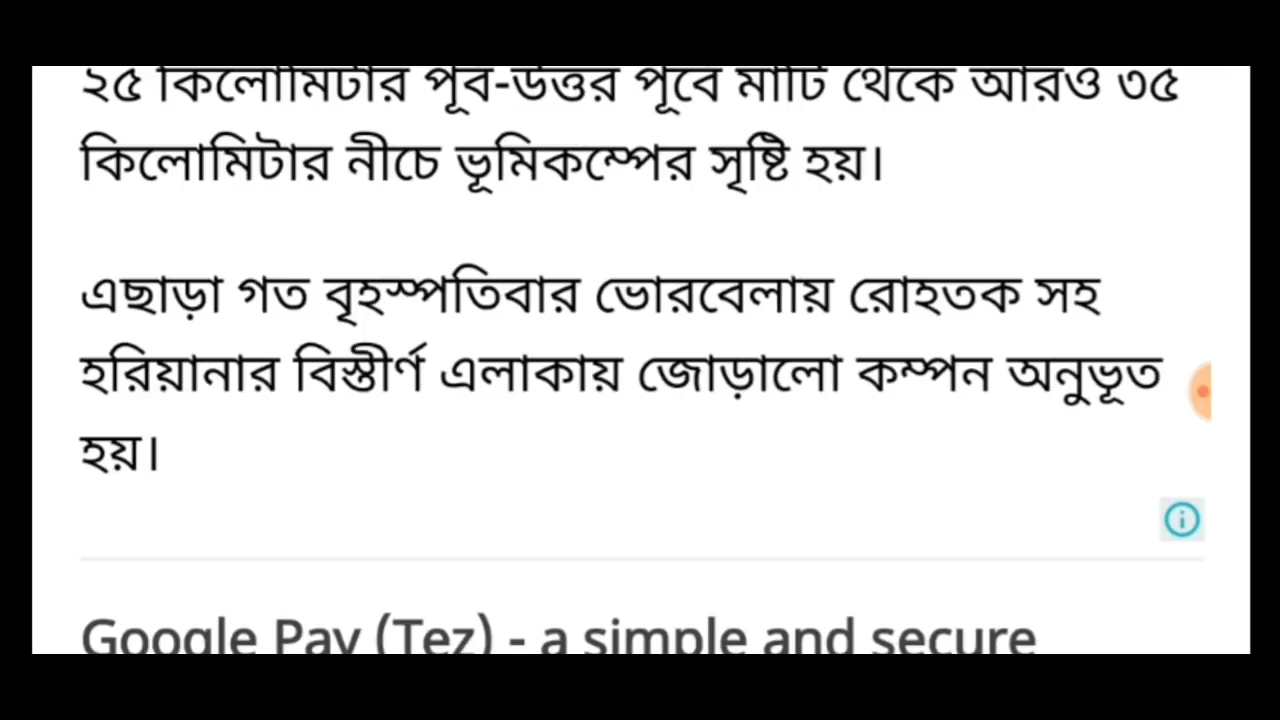 ২৫ কিলোমিটার পূর্ব-উত্তর পূর্বে মাটি থেকে আরও ৩৫
কিলোমিটার নীচে ভূমিকম্পের সৃষ্টি হয়।
এছাড়া গত বৃহস্পতিবার ভোরবেলায় রোহতক সহ
হরিয়ানার বিস্তীর্ণ এলাকায় জোড়ালো কম্পন অনুভূত
হয়।
Google Pay (Tez) - a simple and secure